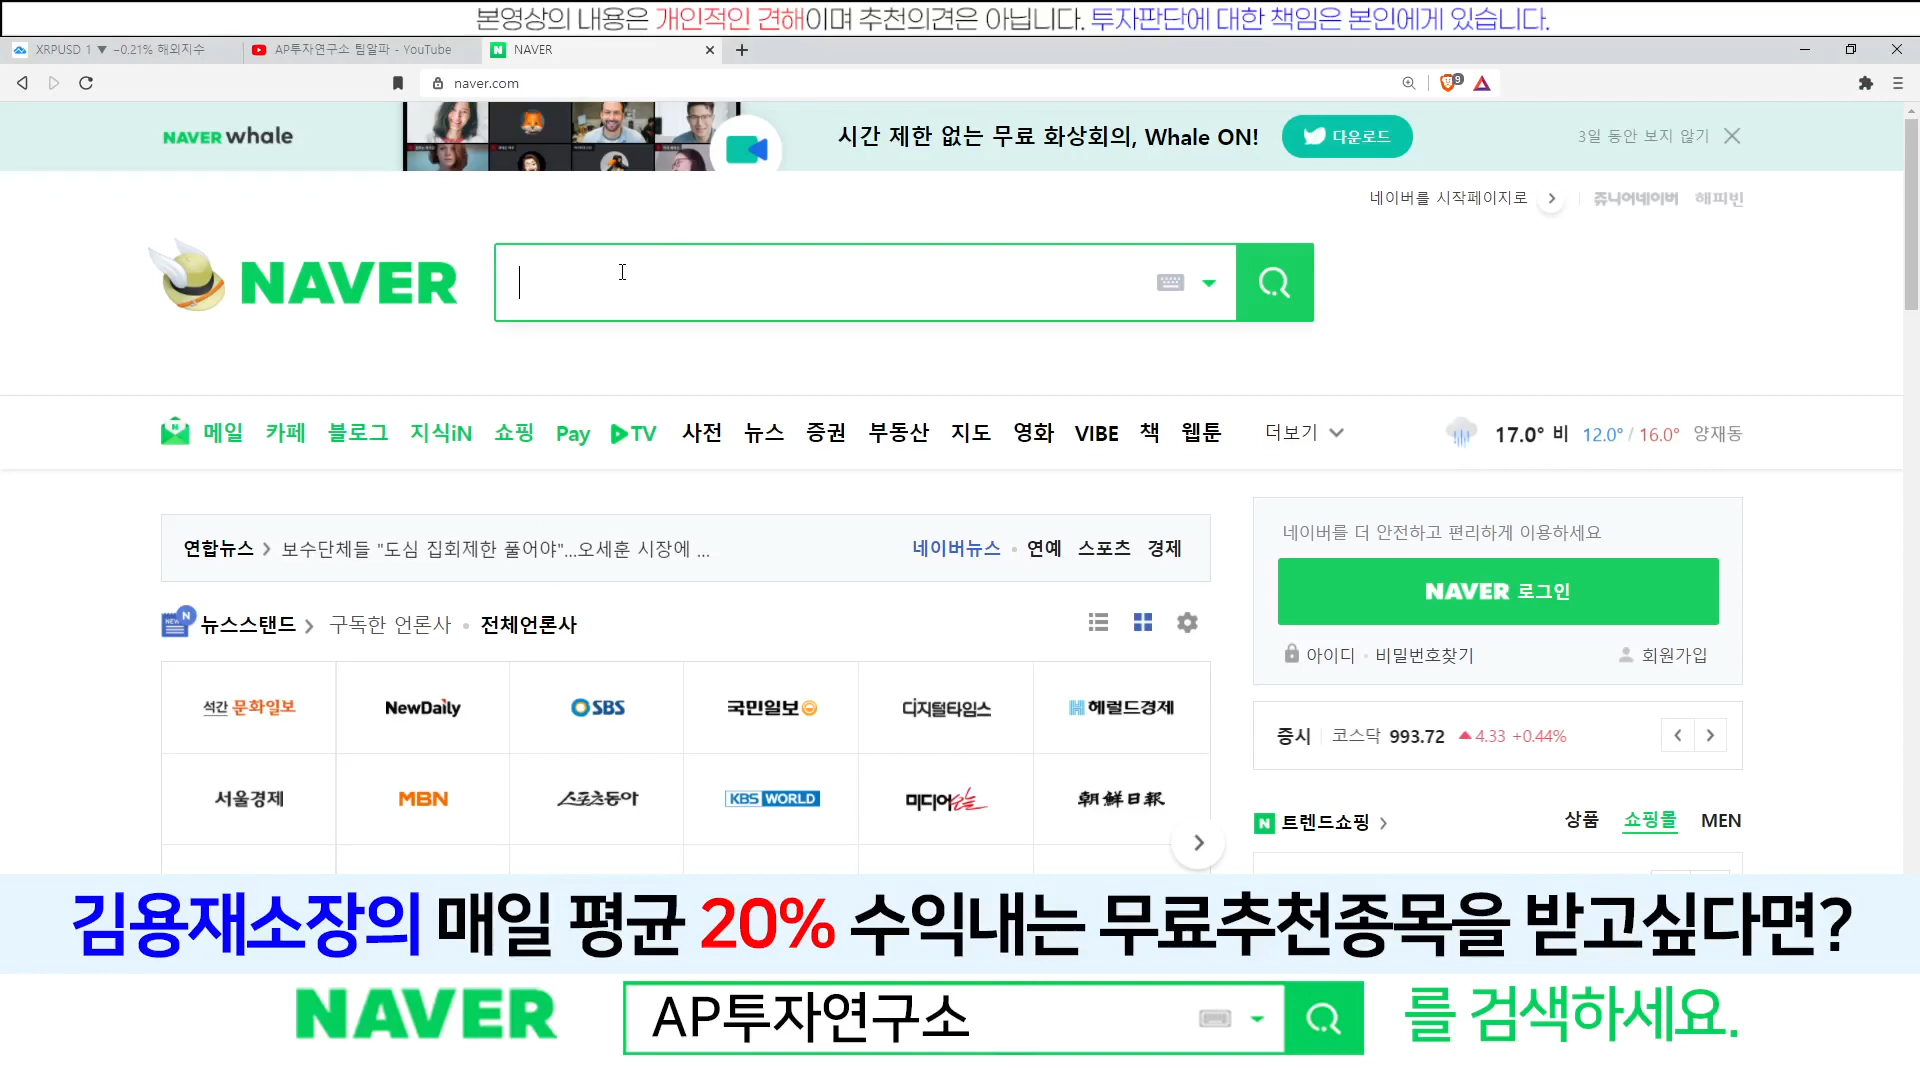 본영상의 내용은 개인적인 견해이며 추천의견은 아닙니다. 투자판단에 대한 책임은 본인에게 있습니다.
XRPUSD 1 ▼ −0.21% 해외지수
AP투자연구소 팀알파 - YouTube
NAVER
naver.com
9
NAVER whale
시간 제한 없는 무료 화상회의, Whale ON!
다운로드
3일 동안 보지 않기
네이버를 시작페이지로
쥬니어네이버 해피빈
NAVER
메일 카페 블로그 지식iN 쇼핑 Pay TV 사전 뉴스 증권 부동산 지도 영화 VIBE 책 웹툰 더보기
17.0° 비 12.0° / 16.0° 양재동
연합뉴스 > 보수단체들 "도심 집회제한 풀어야"...오세훈 시장에 ...
네이버뉴스 • 연예 스포츠 경제
뉴스스탠드 > 구독한 언론사 • 전체언론사
석간 문화일보 NewDaily SBS 국민일보 디지털타임스 헤럴드경제
서울경제 MBN 스포츠동아 KBS WORLD 미디어오늘 朝鮮日報
네이버를 더 안전하고 편리하게 이용하세요
NAVER 로그인
아이디 • 비밀번호찾기 회원가입
증시 코스닥 993.72 ▲ 4.33 +0.44%
트렌드쇼핑 > 상품 쇼핑몰 MEN
김용재소장의 매일 평균 20% 수익내는 무료추천종목을 받고싶다면?
NAVER AP투자연구소 를 검색하세요.